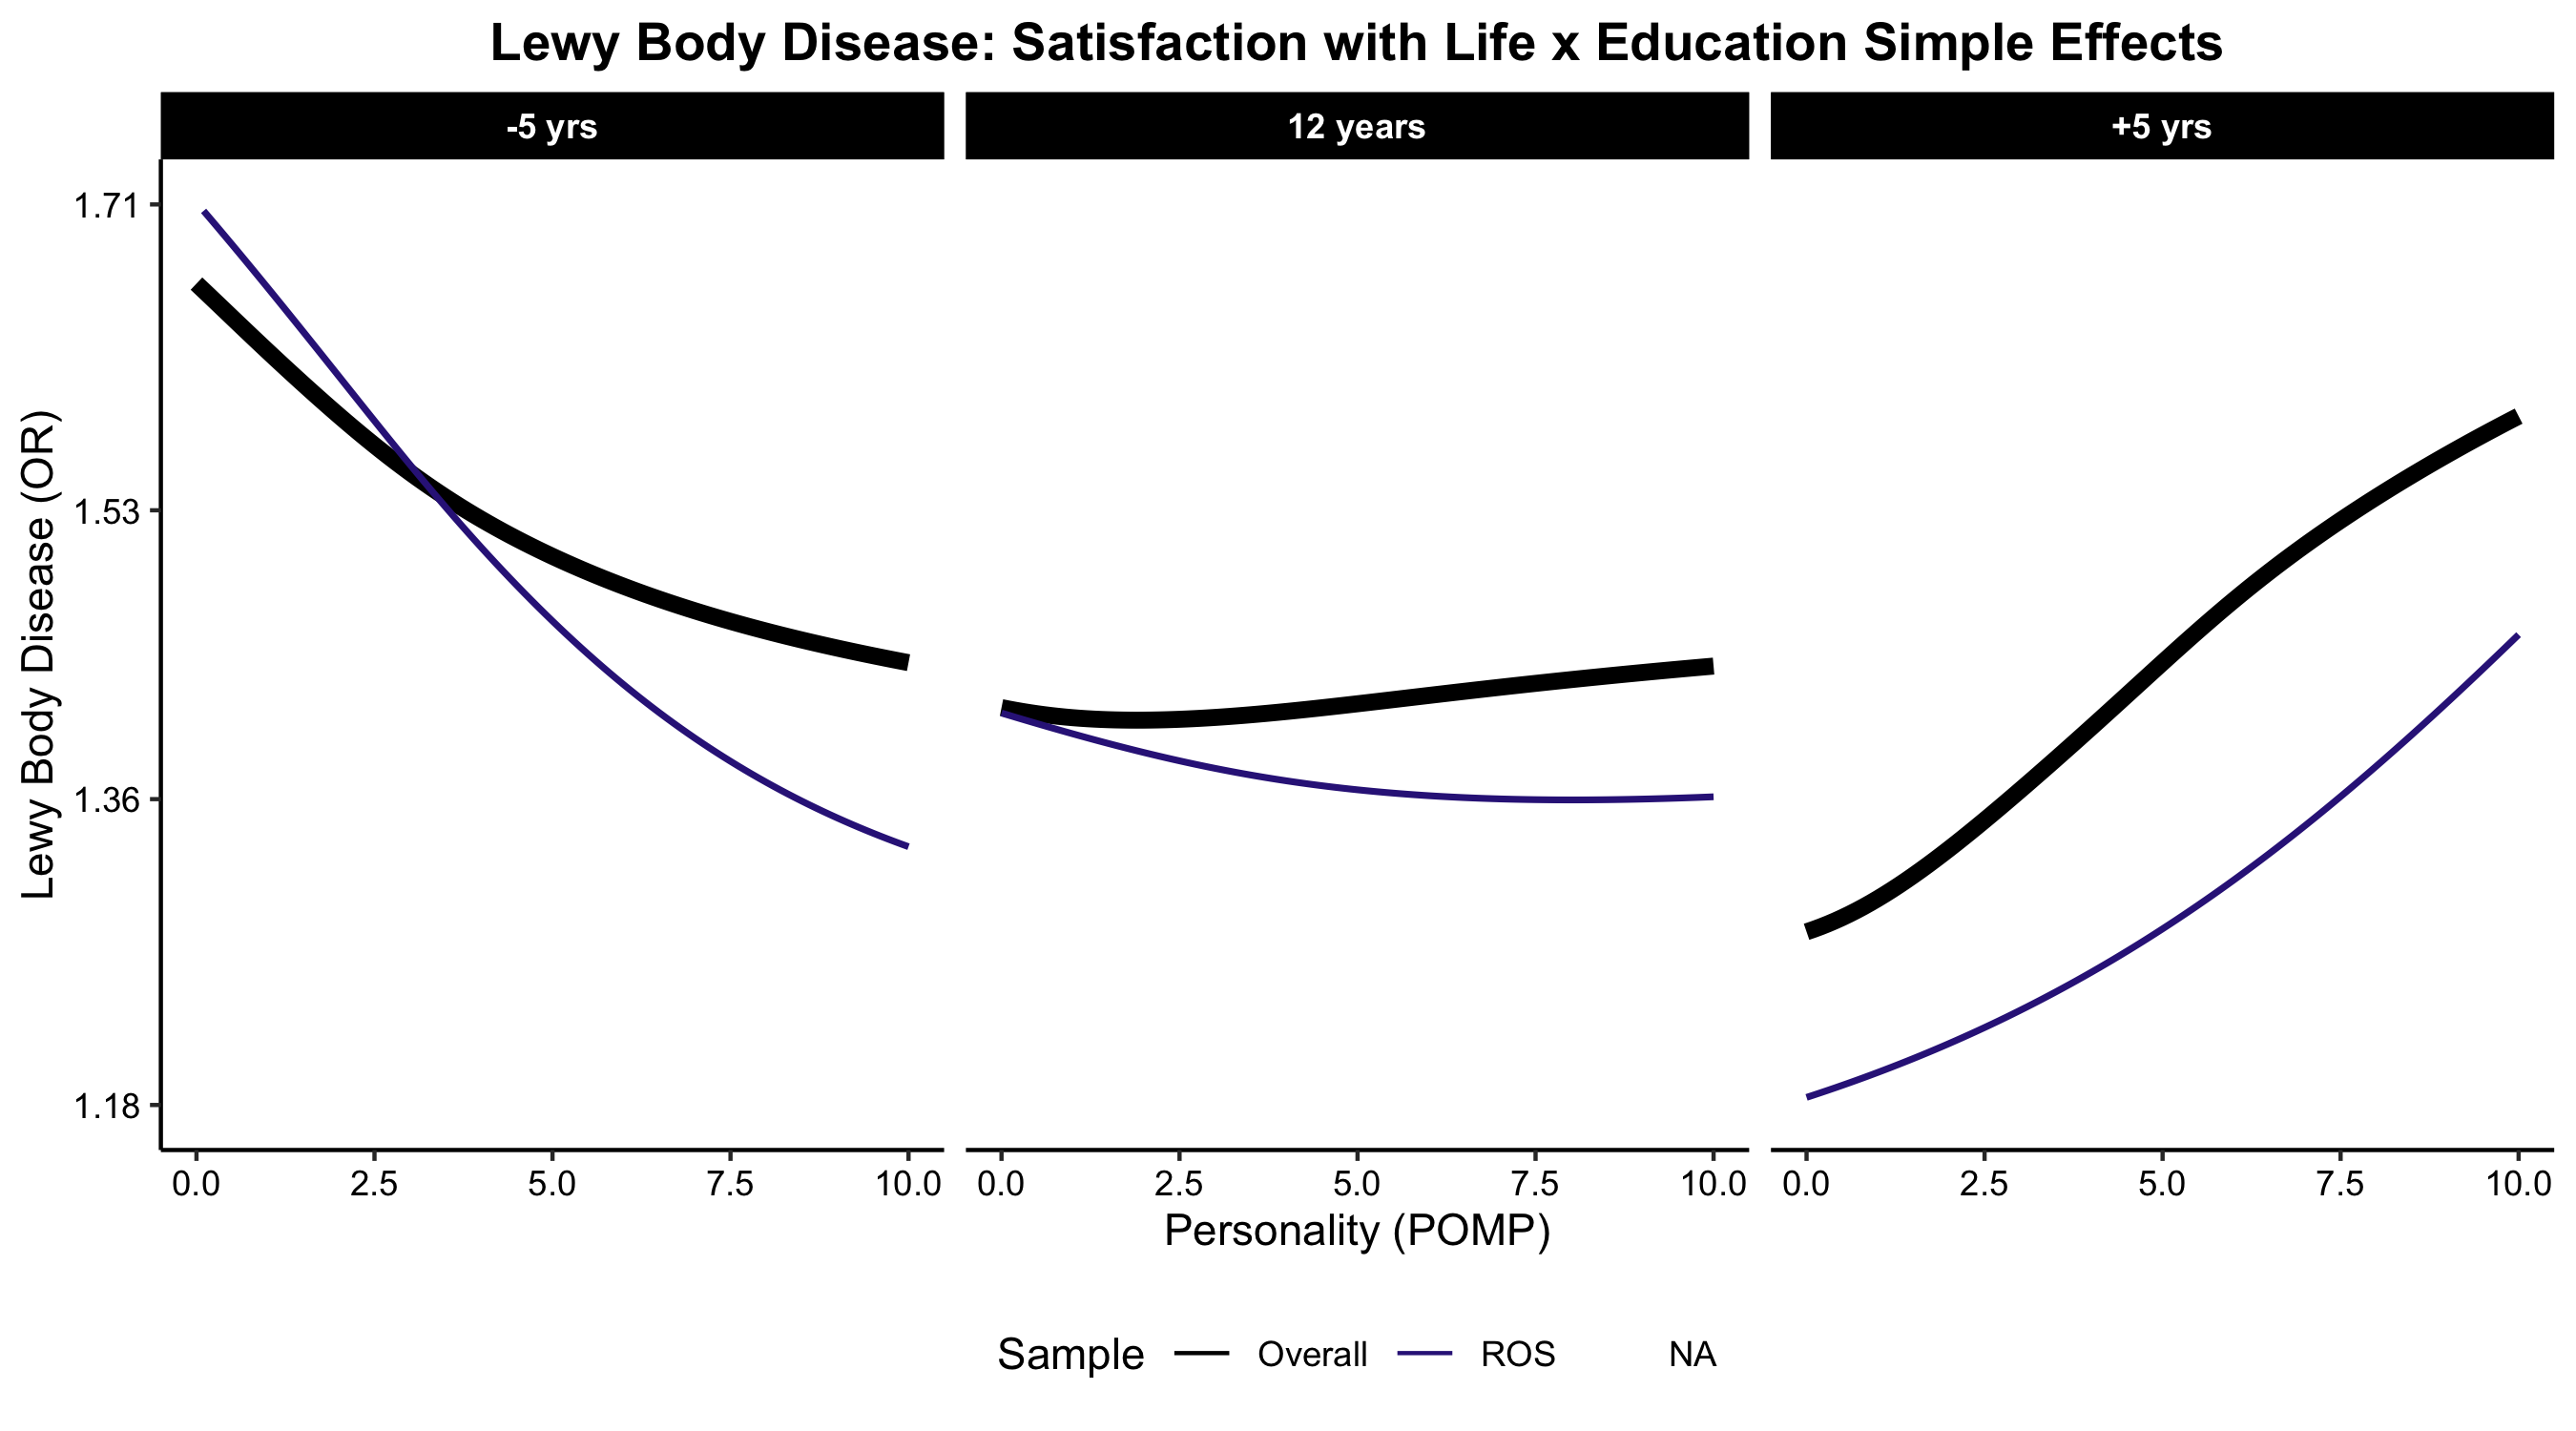 Lewy Body Disease: Satisfaction with Life x Education Simple Effects
-5 yrs
12 years
+5 yrs
Lewy Body Disease (OR)
1.71
1.53
1.36
1.18
0.0 2.5 5.0 7.5 10.0
0.0 2.5 5.0 7.5 10.0
0.0 2.5 5.0 7.5 10.0
Personality (POMP)
Sample Overall ROS NA